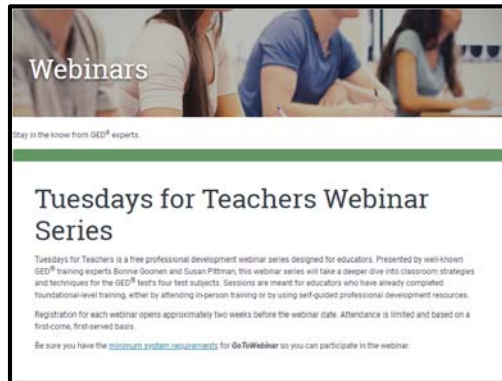 Webinars
Stay in the know from GED® experts.
Tuesdays for Teachers Webinar
Series
Tuesdays for Teachers is a free professional development webinar series designed for educators. Presented by well-known
GED® training experts Bonnie Goonen and Susan Pittman, this webinar series will take a deeper dive into classroom strategies
and techniques for the GED® test's four test subjects. Sessions are meant for educators who have already completed
foundational-level training, either by attending in-person training or by using self-guided professional development resources.
Registration for each webinar opens approximately two weeks before the webinar date. Attendance is limited and based on a
first-come, first-served basis.
Be sure you have the minimum system requirements for GoToWebinar so you can participate in the webinar.